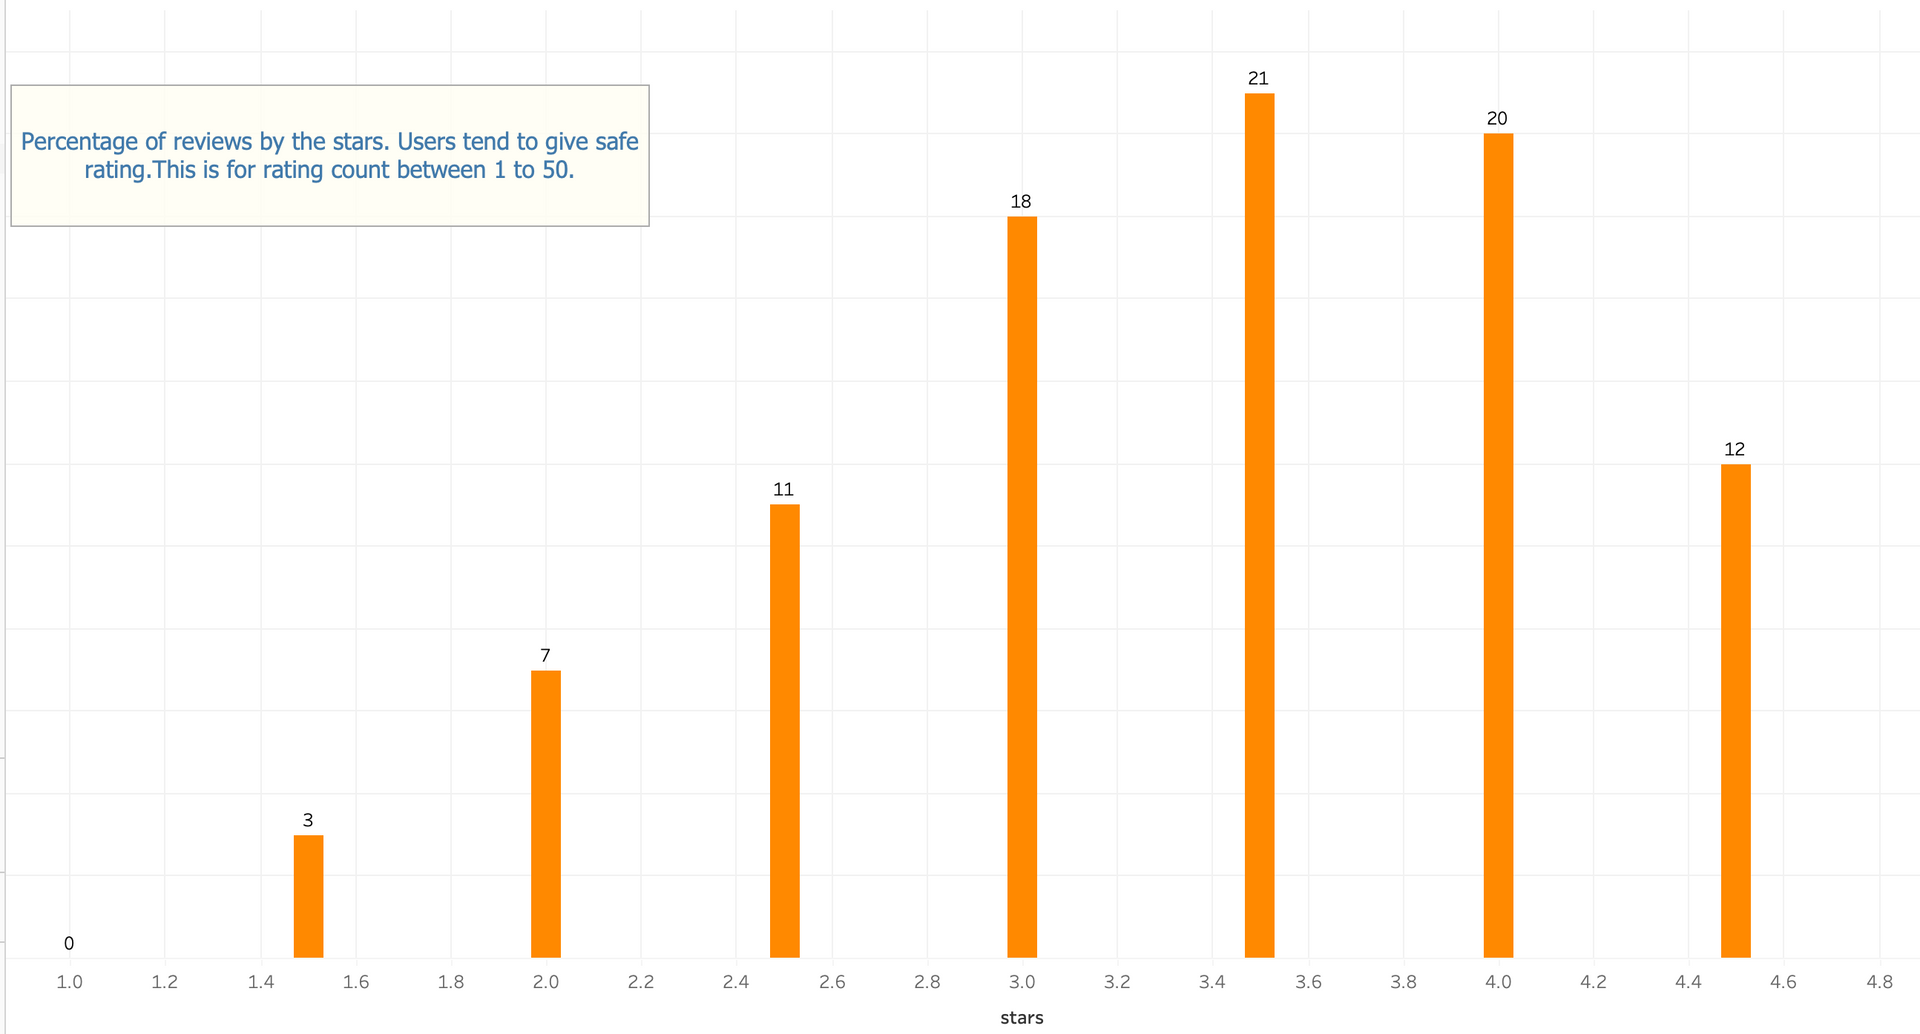 Percentage of reviews by the stars. Users tend to give safe
rating.This is for rating count between 1 to 50.
21
20
18
12
11
7
3
0
1.0 1.2 1.4 1.6 1.8 2.0 2.2 2.4 2.6 2.8 3.0 3.2 3.4 3.6 3.8 4.0 4.2 4.4 4.6 4.8
stars